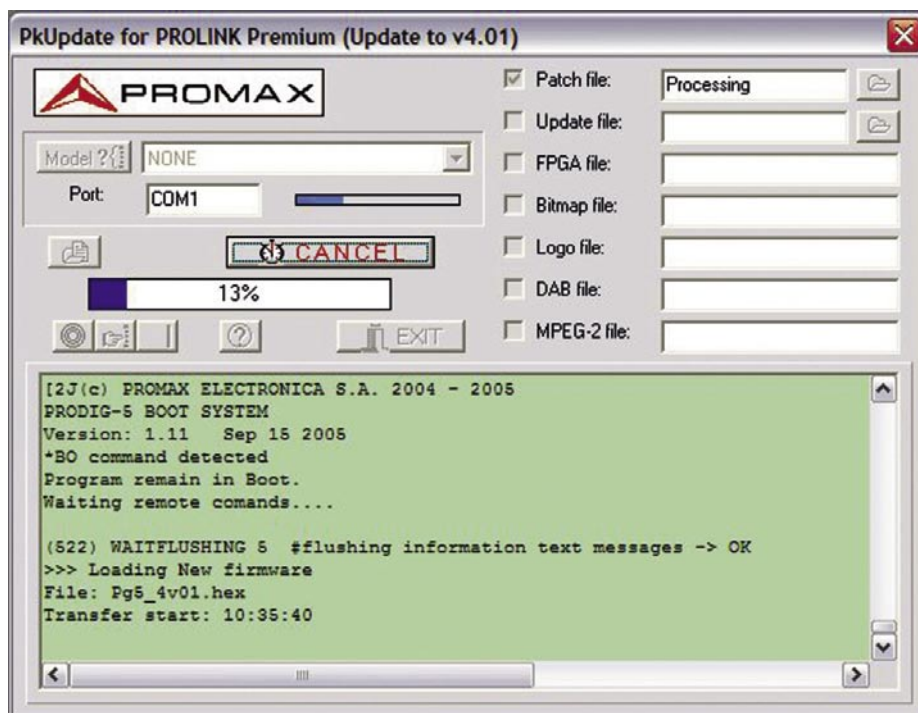 PkUpdate for PROLINK Premium (Update to v4.01)
PROMAX
Model ?
NONE
Port:
COM1
CANCEL
13%
EXIT
Patch file:
Processing
Update file:
FPGA file:
Bitmap file:
Logo file:
DAB file:
MPEG-2 file:
[2J(c) PROMAX ELECTRONICA S.A. 2004 - 2005
PRODIG-5 BOOT SYSTEM
Version: 1.11   Sep 15 2005
*BO command detected
Program remain in Boot.
Waiting remote comands....
(522) WAITFLUSHING 5  #flushing information text messages -> OK
>>> Loading New firmware
File: Pg5_4v01.hex
Transfer start: 10:35:40